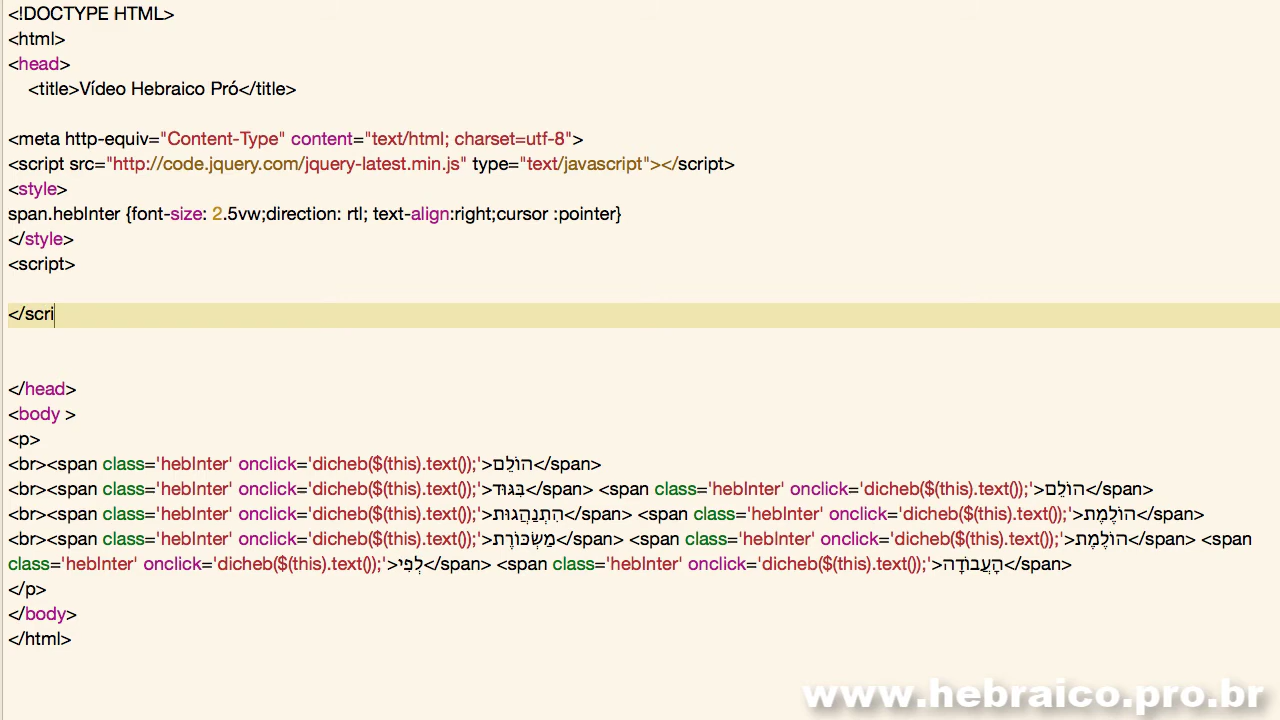 <!DOCTYPE HTML>
<html>
<head>
<title>Vídeo Hebraico Pró</title>
<meta http-equiv="Content-Type" content="text/html; charset=utf-8">
<script src="http://code.jquery.com/jquery-latest.min.js" type="text/javascript"></script>
<style>
span.hebInter {font-size: 2.5vw;direction: rtl; text-align:right;cursor :pointer}
</style>
<script>
</scri
</head>
<body >
<p>
<br><span class='hebInter' onclick='dicheb($(this).text());'>הוֹלֵם</span>
<br><span class='hebInter' onclick='dicheb($(this).text());'>בִּגּוּד</span> <span class='hebInter' onclick='dicheb($(this).text());'>הוֹלֵם</span>
<br><span class='hebInter' onclick='dicheb($(this).text());'>הִתְנַהֲגוּת</span> <span class='hebInter' onclick='dicheb($(this).text());'>הוֹלֶמֶת</span>
<br><span class='hebInter' onclick='dicheb($(this).text());'>מַשְׂכּוֹרֶת</span> <span class='hebInter' onclick='dicheb($(this).text());'>הוֹלֶמֶת</span> <span
class='hebInter' onclick='dicheb($(this).text());'>לְפִי</span> <span class='hebInter' onclick='dicheb($(this).text());'>הָעֲבוֹדָה</span>
</p>
</body>
</html>
www.hebraico.pro.br